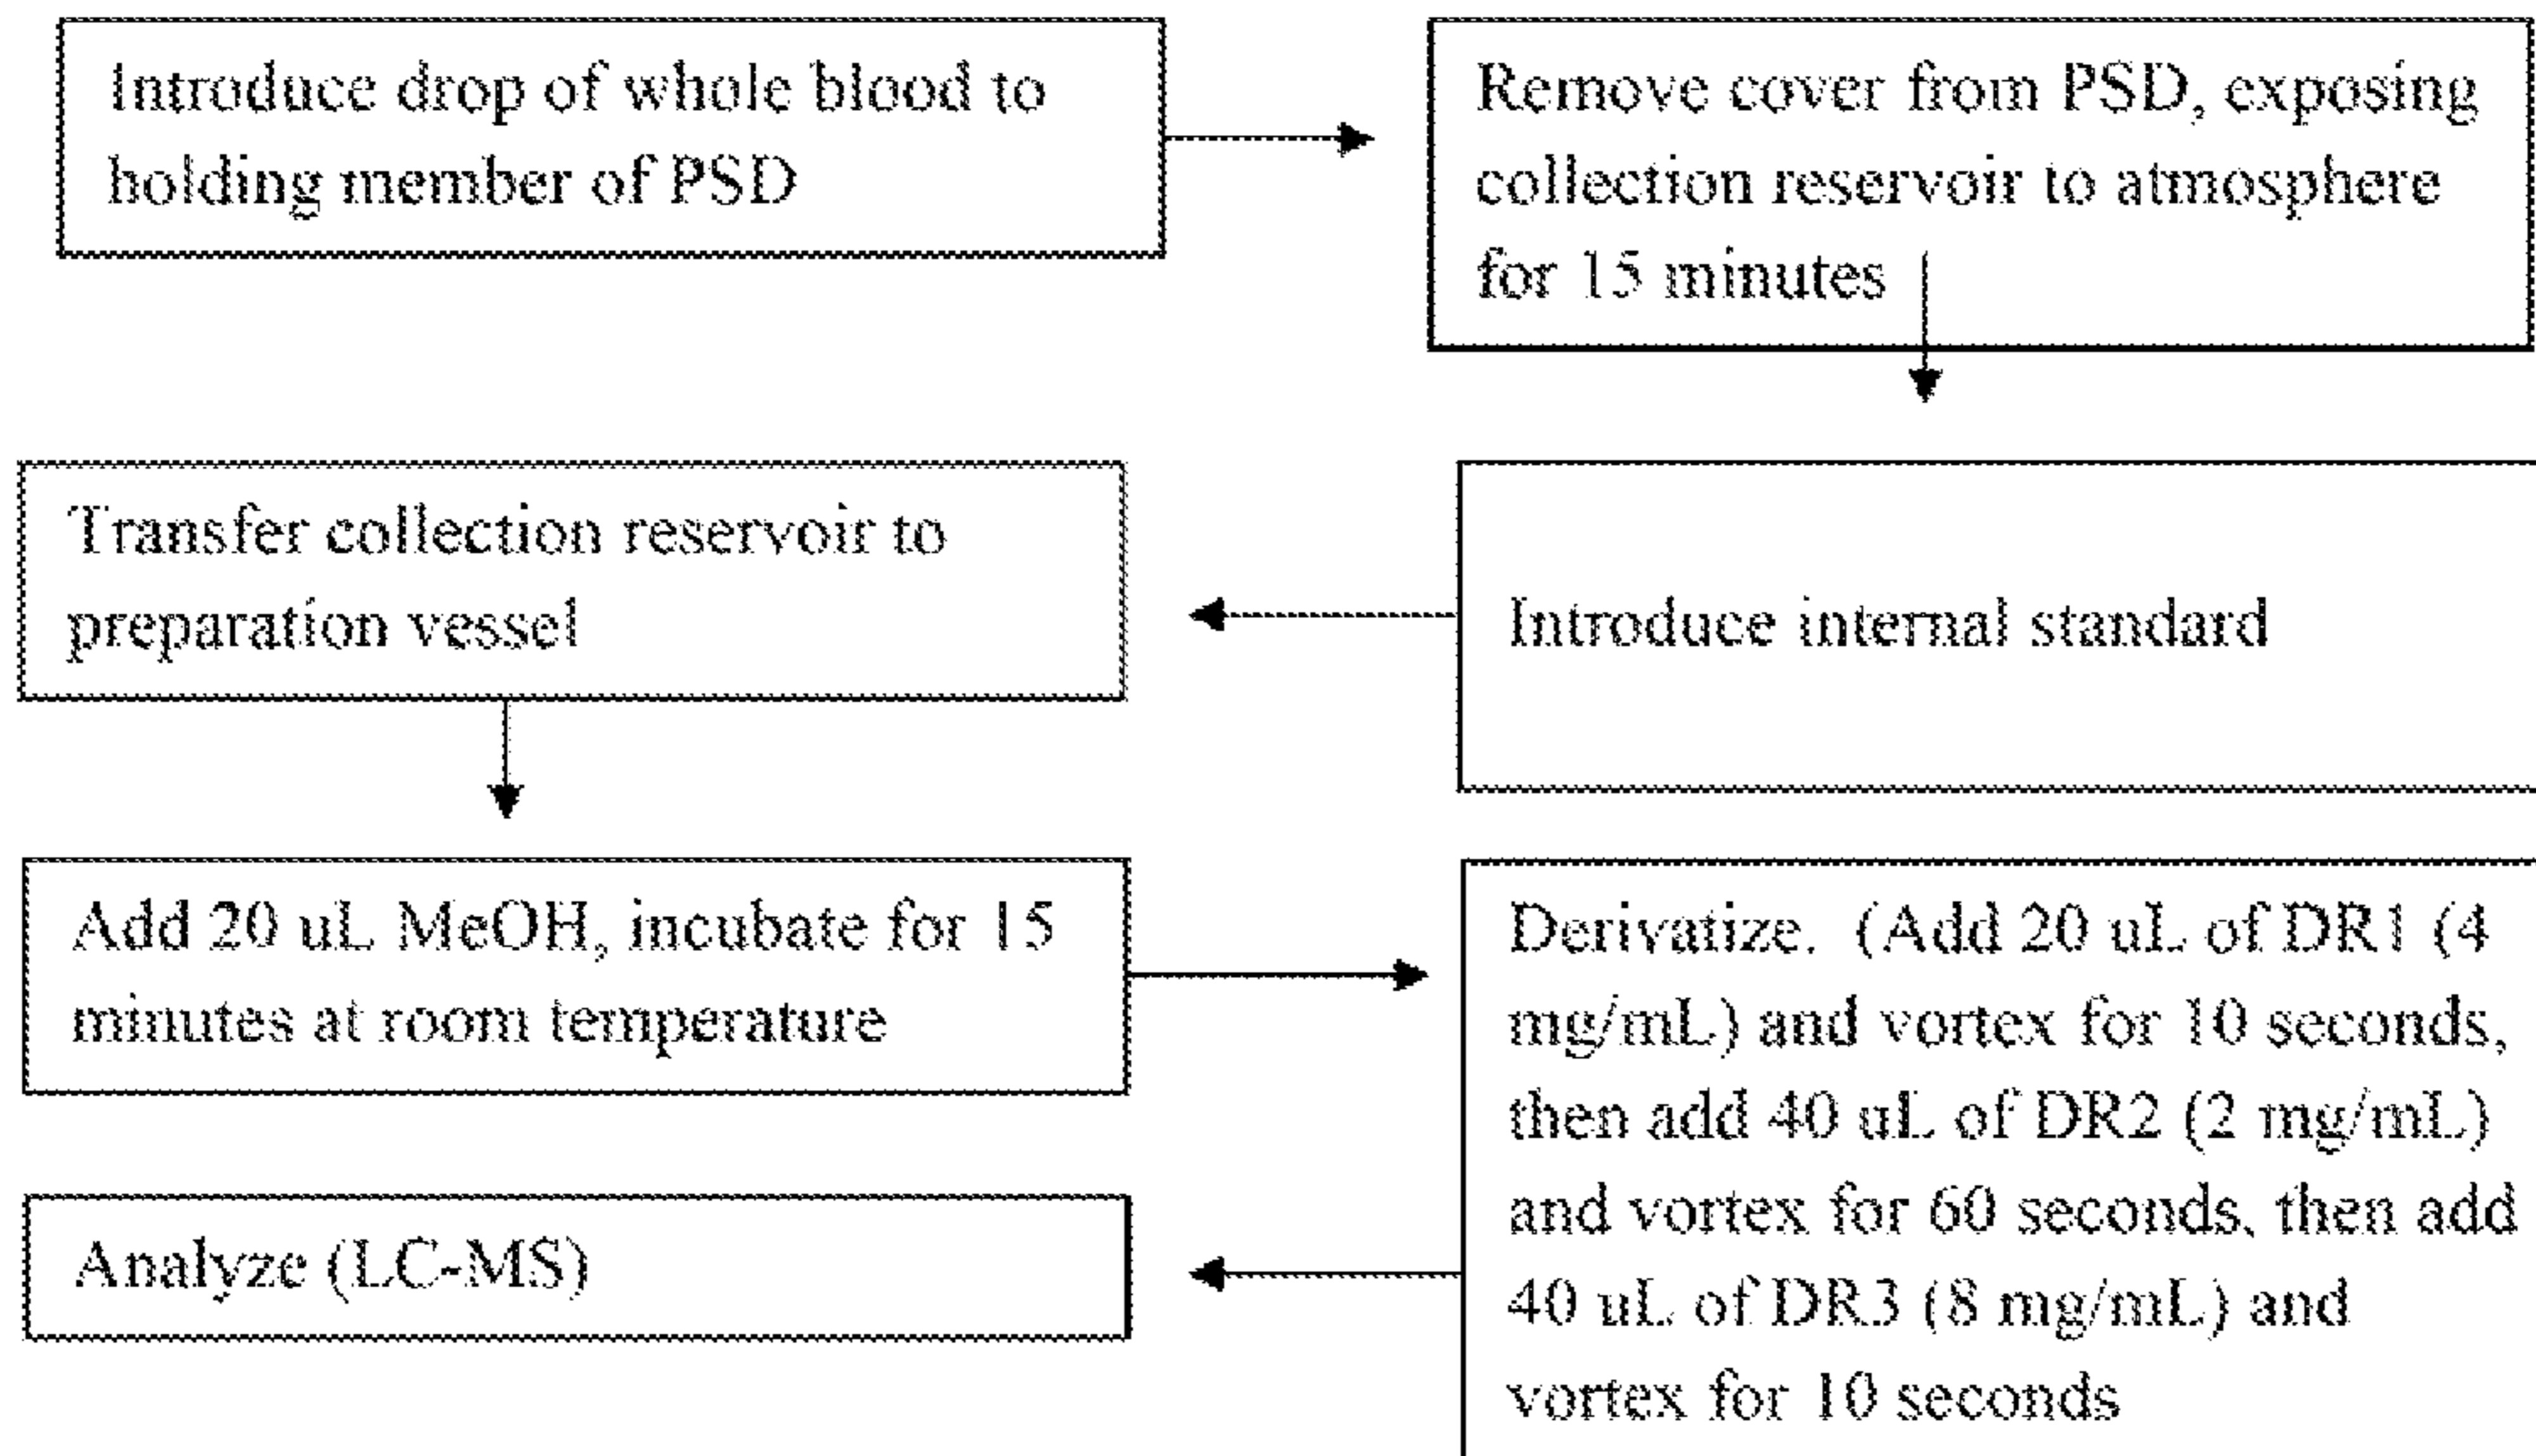 Introduce drop of whole blood to
holding member of PSD
Remove cover from PSD, exposing
collection reservoir to atmosphere
for 15 minutes
Introduce internal standard
Transfer collection reservoir to
preparation vessel
Add 20 uL MeOH, incubate for 15
minutes at room temperature
Derivatize.  (Add 20 uL of DR1 (4
mg/mL) and vortex for 10 seconds,
then add 40 uL of DR2 (2 mg/mL)
and vortex for 60 seconds, then add
40 uL of DR3 (8 mg/mL) and
vortex for 10 seconds
Analyze (LC-MS)